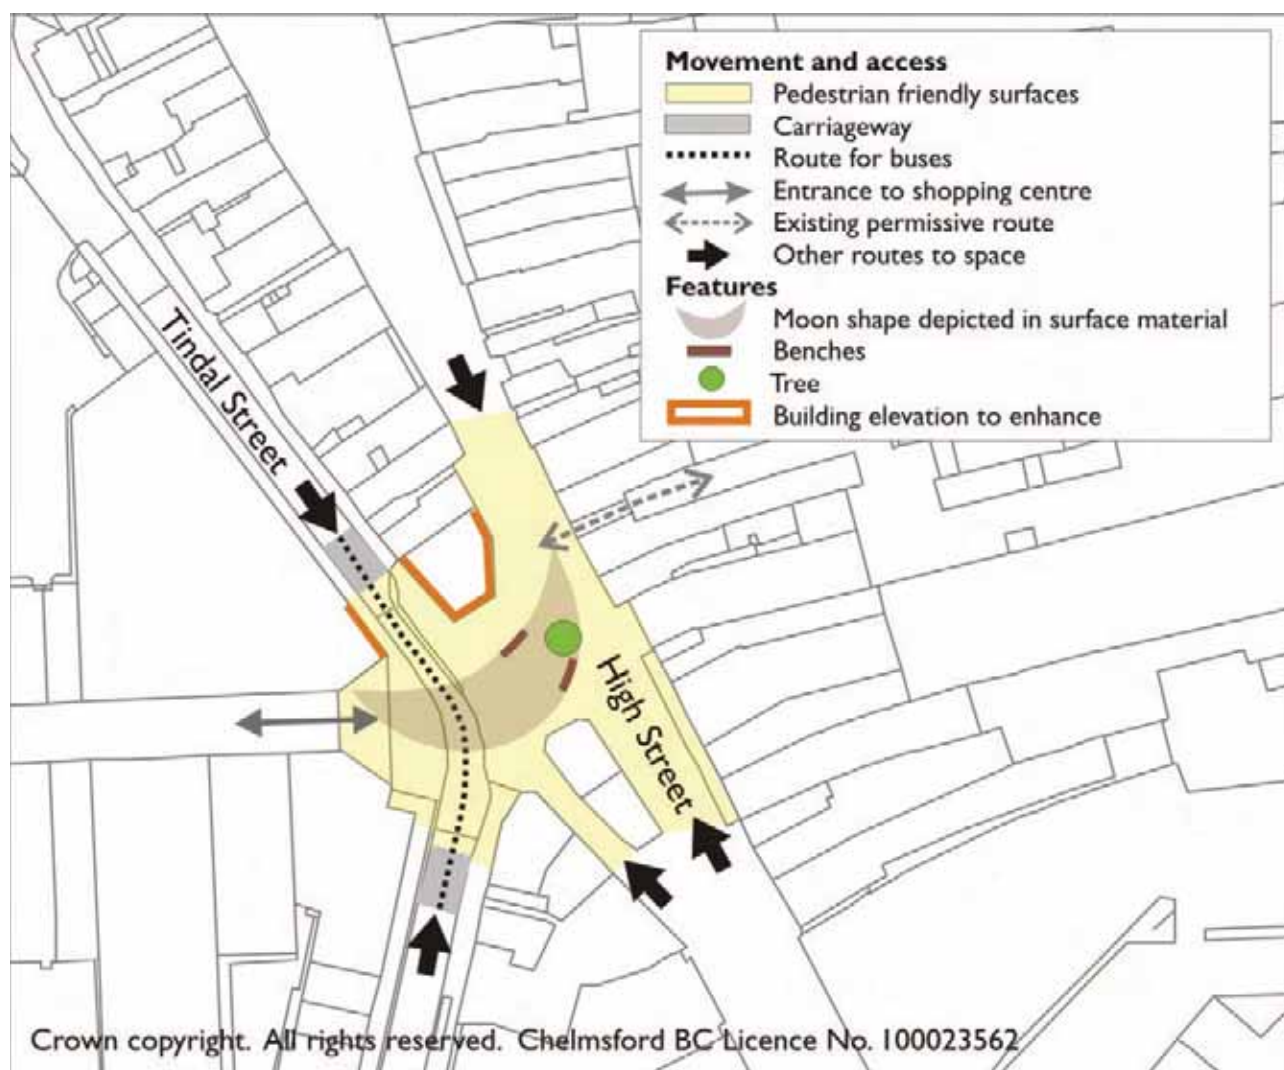 Movement and access
Pedestrian friendly surfaces
Carriageway
Route for buses
Entrance to shopping centre
Existing permissive route
Other routes to space
Features
Moon shape depicted in surface material
Benches
Tree
Building elevation to enhance
Tindal Street
High Street
Crown copyright. All rights reserved. Chelmsford BC Licence No. 100023562